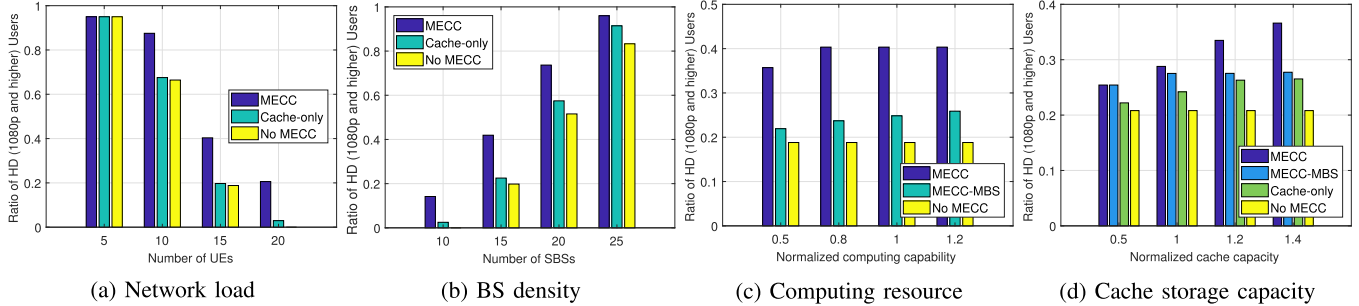 Ratio of HD (1080p and higher) Users
1
0.8
0.6
0.4
0.2
0
5
10
15
20
Number of UEs
MECC
Cache-only
No MECC
(a) Network load
Ratio of HD (1080p and higher) Users
1
0.8
0.6
0.4
0.2
0
10
15
20
25
Number of SBSs
MECC
Cache-only
No MECC
(b) BS density
Ratio of HD (1080p and higher) Users
0.5
0.4
0.3
0.2
0.1
0
0.5
0.8
1
1.2
Normalized computing capability
MECC
MECC-MBS
No MECC
(c) Computing resource
Ratio of HD (1080p and higher) Users
0.4
0.3
0.2
0.1
0
0.5
1
1.2
1.4
Normalized cache capacity
MECC
MECC-MBS
Cache-only
No MECC
(d) Cache storage capacity